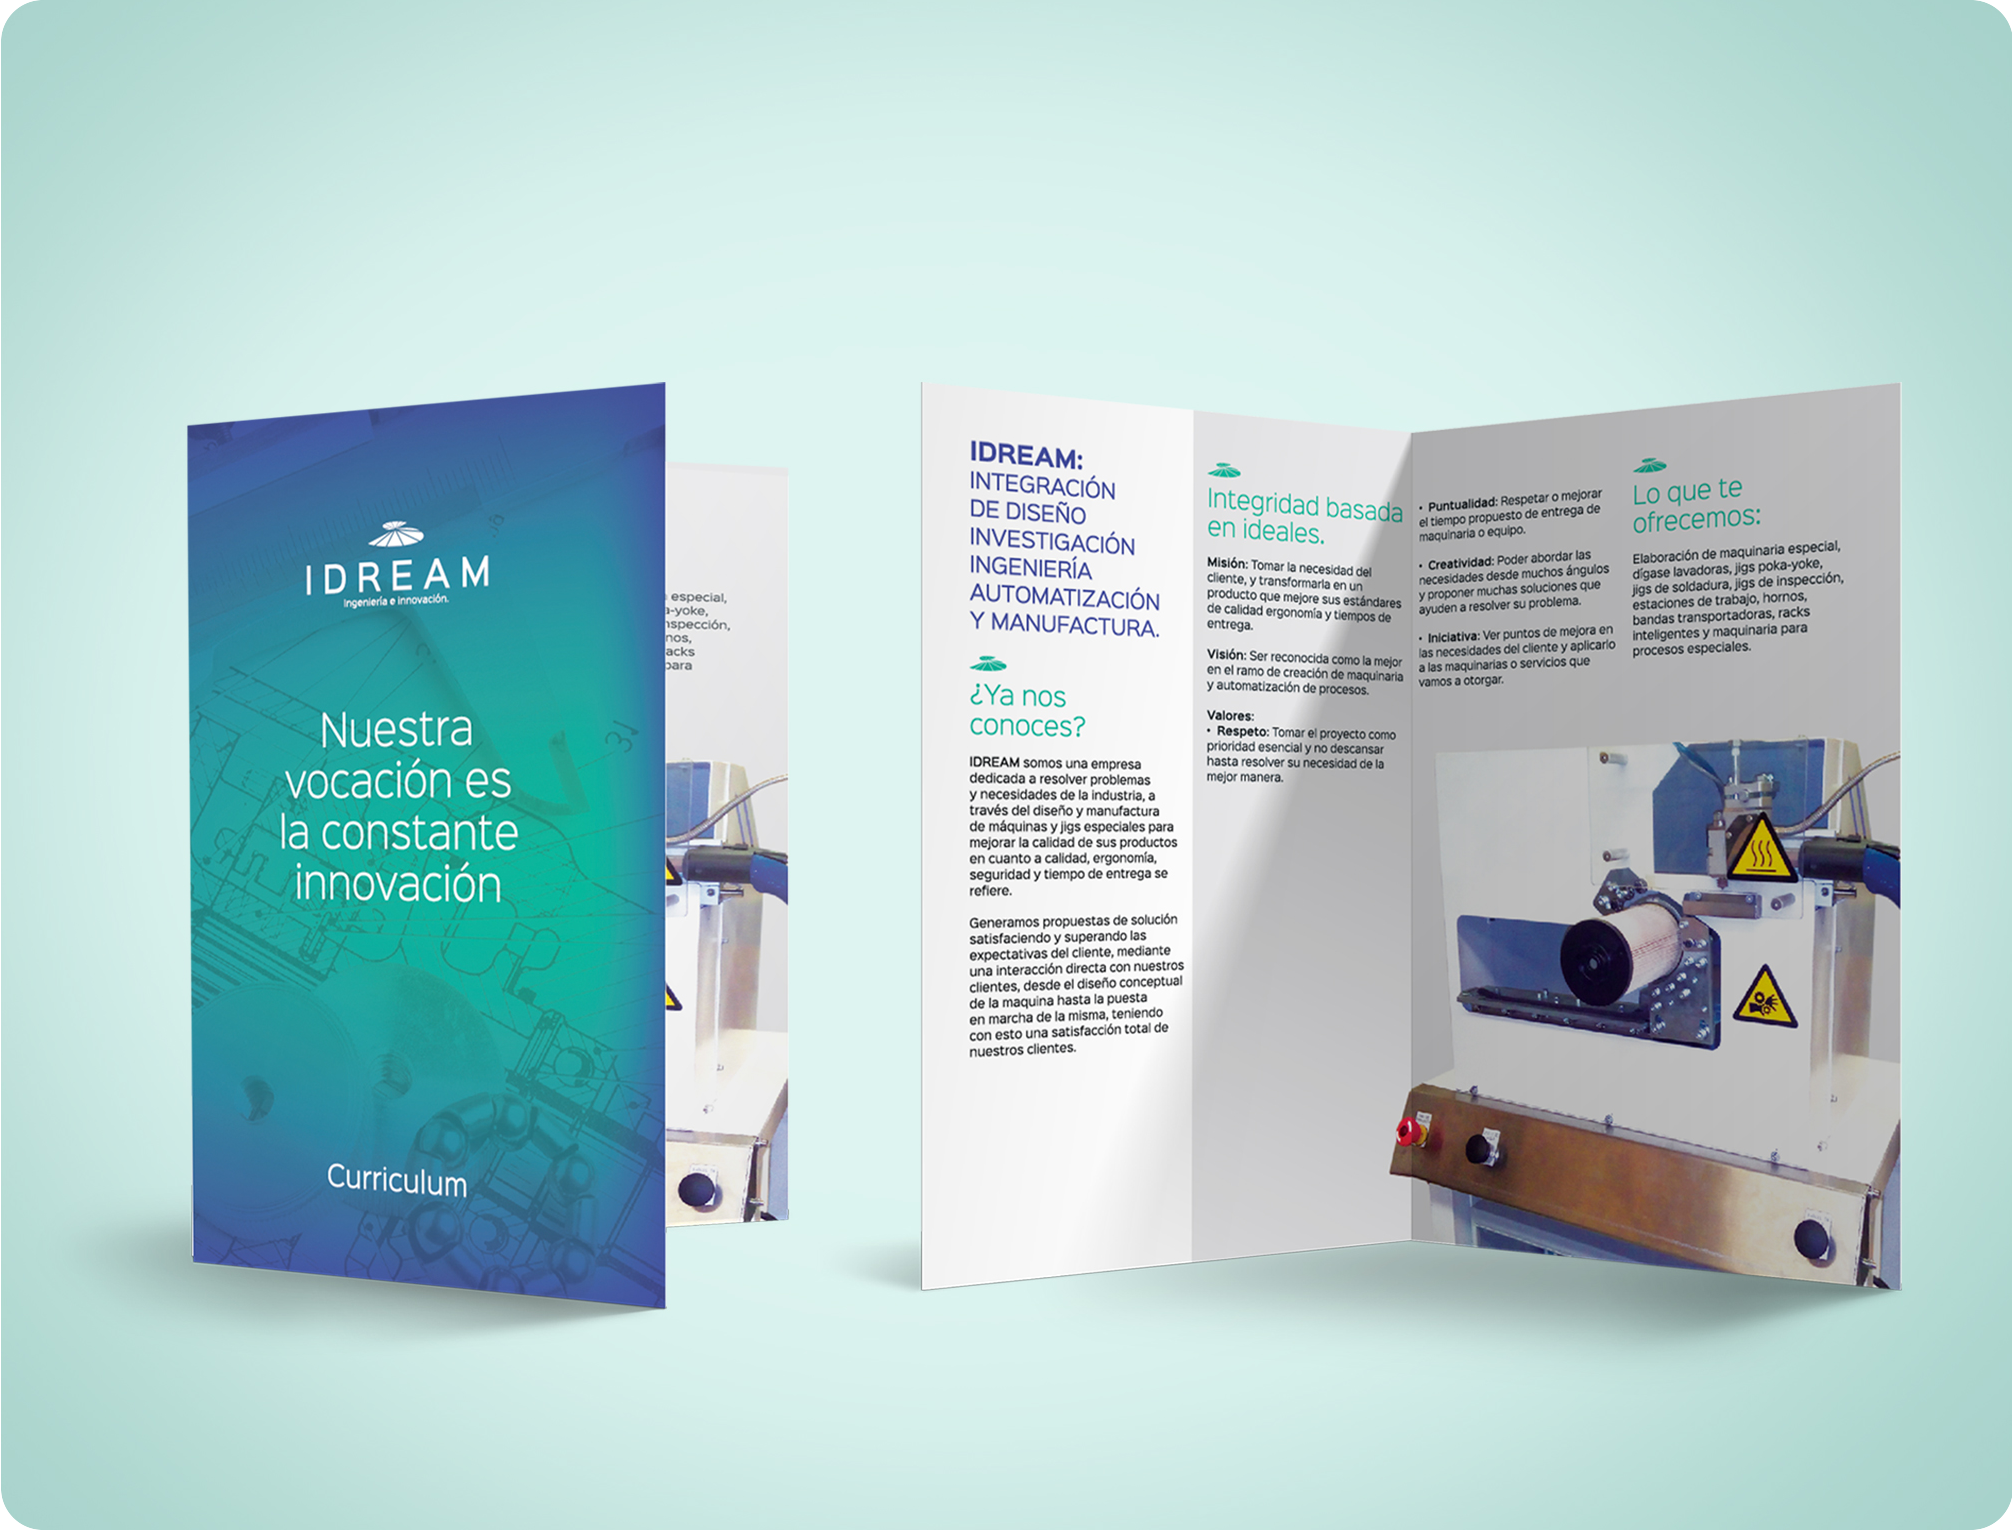 IDREAM
Ingeniería e innovación.
Nuestra
vocación es
la constante
innovación
Curriculum
especial,
a-yoke,
nspección,
nos,
acks
para
IDREAM:
INTEGRACIÓN
DE DISEÑO
INVESTIGACIÓN
INGENIERÍA
AUTOMATIZACIÓN
Y MANUFACTURA.
¿Ya nos
conoces?
IDREAM somos una empresa
dedicada a resolver problemas
y necesidades de la industria, a
través del diseño y manufactura
de máquinas y jigs especiales para
mejorar la calidad de sus productos
en cuanto a calidad, ergonomía,
seguridad y tiempo de entrega se
refiere.
Generamos propuestas de solución
satisfaciendo y superando las
expectativas del cliente, mediante
una interacción directa con nuestros
clientes, desde el diseño conceptual
de la maquina hasta la puesta
en marcha de la misma, teniendo
con esto una satisfacción total de
nuestros clientes.
Integridad basada
en ideales.
Misión: Tomar la necesidad del
cliente, y transformarla en un
producto que mejore sus estándares
de calidad ergonomía y tiempos de
entrega.
Visión: Ser reconocida como la mejor
en el ramo de creación de maquinaria
y automatización de procesos.
Valores:
• Respeto: Tomar el proyecto como
prioridad esencial y no descansar
hasta resolver su necesidad de la
mejor manera.
• Puntualidad: Respetar o mejorar
el tiempo propuesto de entrega de
maquinaria o equipo.
• Creatividad: Poder abordar las
necesidades desde muchos ángulos
y proponer muchas soluciones que
ayuden a resolver su problema.
• Iniciativa: Ver puntos de mejora en
las necesidades del cliente y aplicarlo
a las maquinarias o servicios que
vamos a otorgar.
Lo que te
ofrecemos:
Elaboración de maquinaria especial,
dígase lavadoras, jigs poka-yoke,
jigs de soldadura, jigs de inspección,
estaciones de trabajo, hornos,
bandas transportadoras, racks
inteligentes y maquinaria para
procesos especiales.